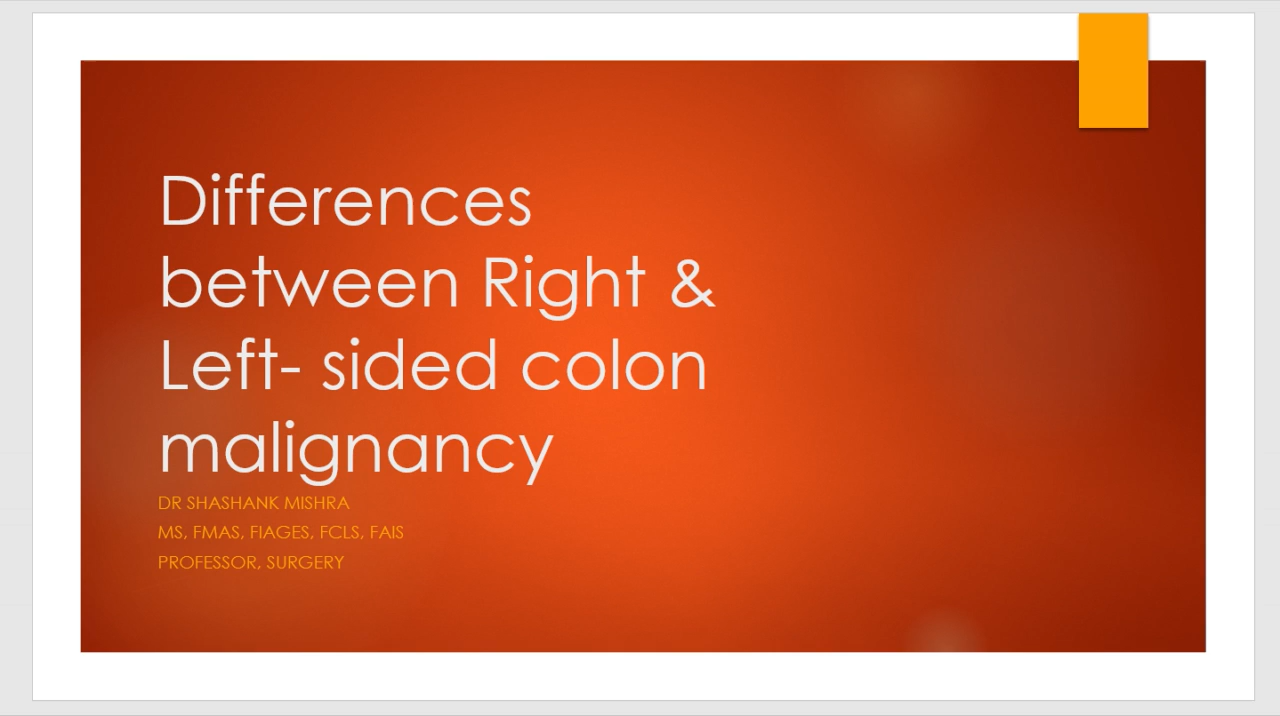 Differences
between Right &
Left- sided colon
malignancy
DR SHASHANK MISHRA
MS, FMAS, FIAGES, FCLS, FAIS
PROFESSOR, SURGERY